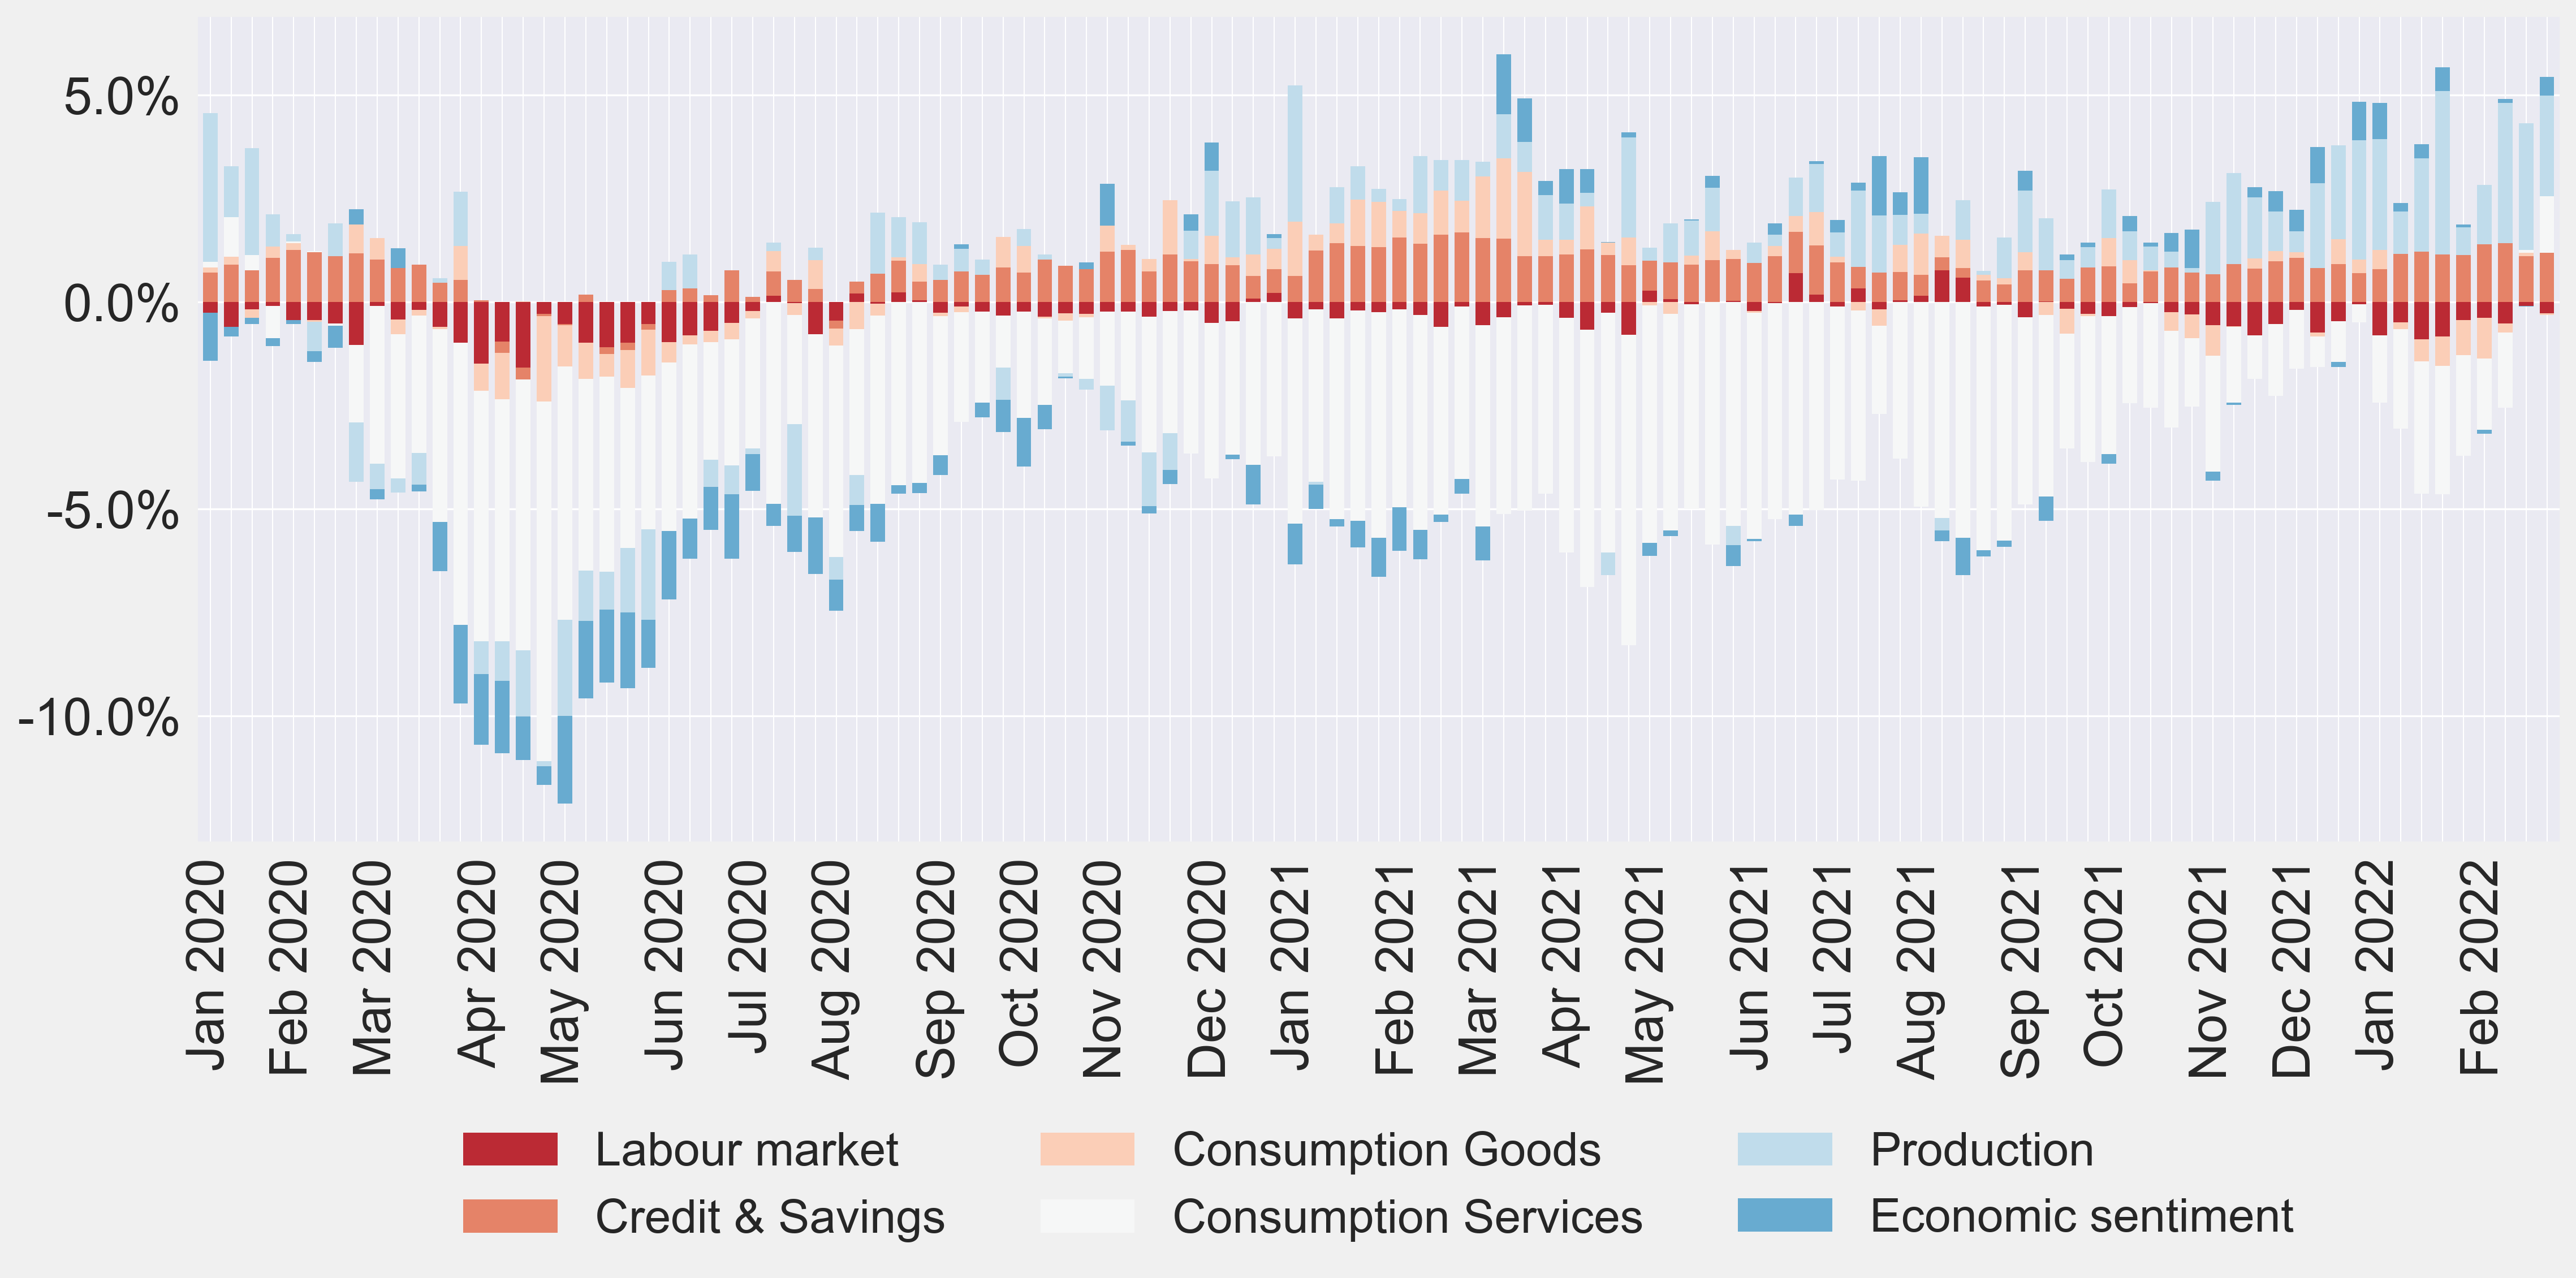 5.0%
0.0%
-5.0%
-10.0%
Jan 2020
Feb 2020
Mar 2020
Apr 2020
May 2020
Jun 2020
Jul 2020
Aug 2020
Sep 2020
Oct 2020
Nov 2020
Dec 2020
Jan 2021
Feb 2021
Mar 2021
Apr 2021
May 2021
Jun 2021
Jul 2021
Aug 2021
Sep 2021
Oct 2021
Nov 2021
Dec 2021
Jan 2022
Feb 2022
Labour market
Consumption Goods
Production
Credit & Savings
Consumption Services
Economic sentiment